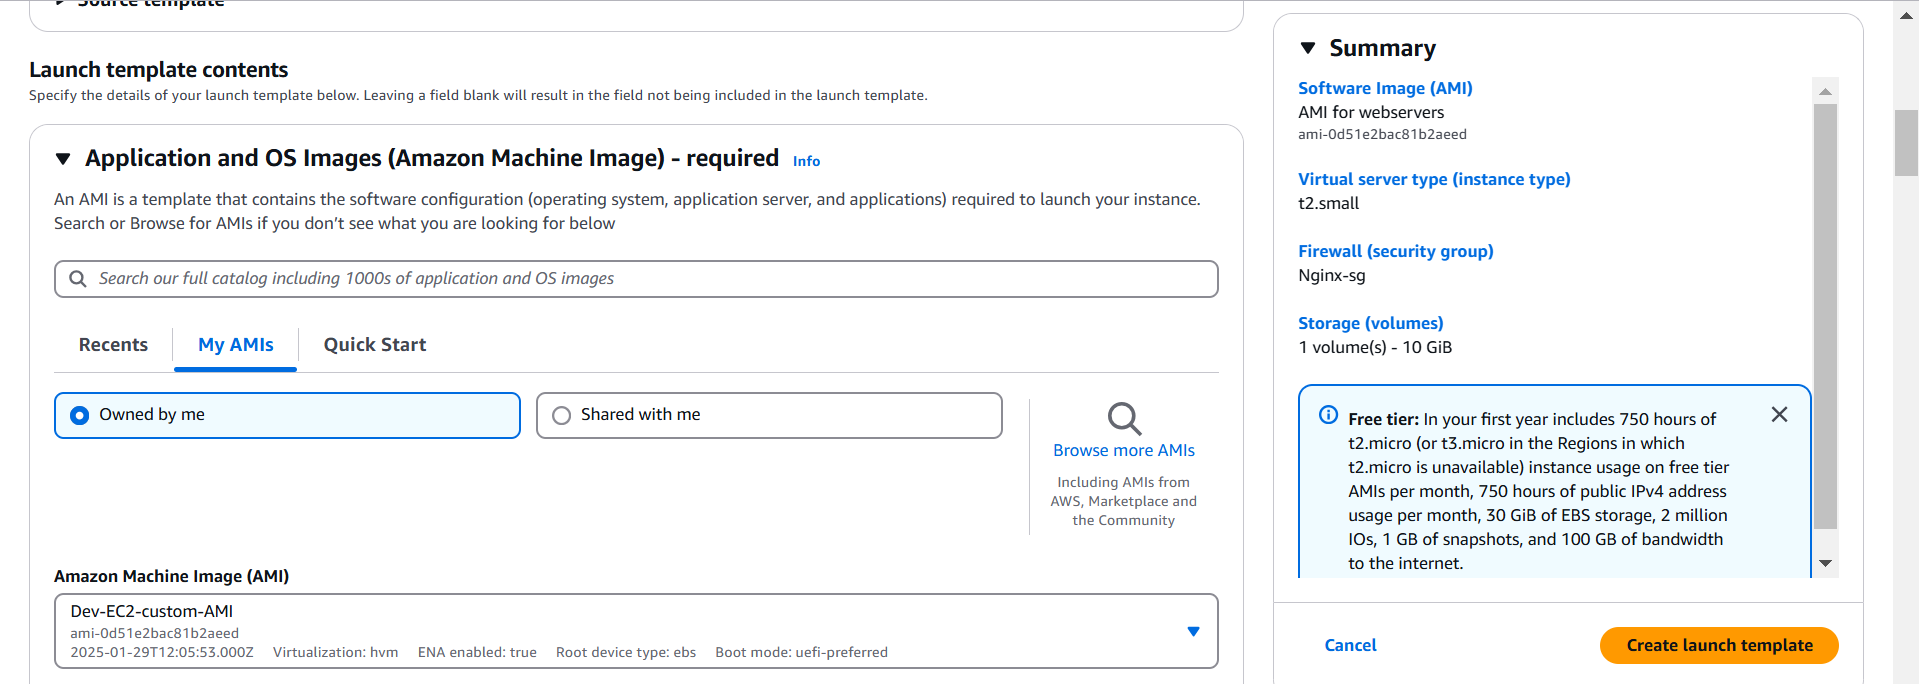 Source template
Launch template contents
Specify the details of your launch template below. Leaving a field blank will result in the field not being included in the launch template.
Application and OS Images (Amazon Machine Image) - required Info
An AMI is a template that contains the software configuration (operating system, application server, and applications) required to launch your instance.
Search or Browse for AMIs if you don’t see what you are looking for below
Search our full catalog including 1000s of application and OS images
Recents My AMIs Quick Start
Owned by me
Shared with me
Browse more AMIs
Including AMIs from
AWS, Marketplace and
the Community
Amazon Machine Image (AMI)
Dev-EC2-custom-AMI
ami-0d51e2bac81b2aeed
2025-01-29T12:05:53.000Z Virtualization: hvm ENA enabled: true Root device type: ebs Boot mode: uefi-preferred
Summary
Software Image (AMI)
AMI for webservers
ami-0d51e2bac81b2aeed
Virtual server type (instance type)
t2.small
Firewall (security group)
Nginx-sg
Storage (volumes)
1 volume(s) - 10 GiB
Free tier: In your first year includes 750 hours of
t2.micro (or t3.micro in the Regions in which
t2.micro is unavailable) instance usage on free tier
AMIs per month, 750 hours of public IPv4 address
usage per month, 30 GiB of EBS storage, 2 million
IOs, 1 GB of snapshots, and 100 GB of bandwidth
to the internet.
Cancel
Create launch template